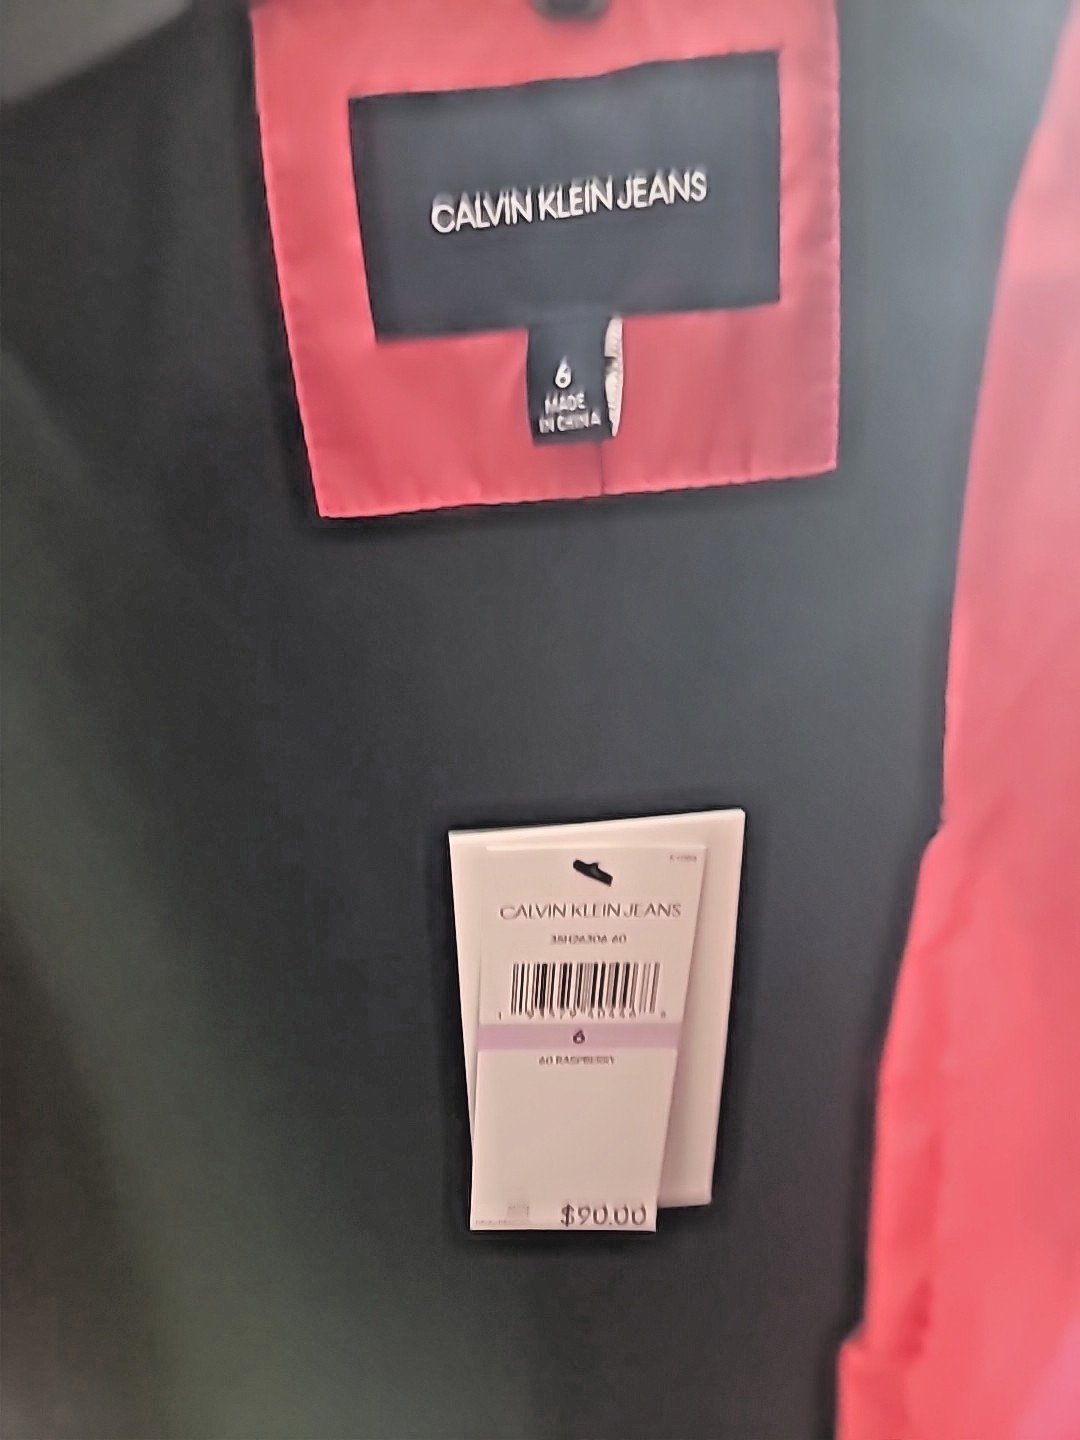 CALVIN KLEIN JEANS
6
MADE
IN CHINA
CALVIN KLEIN JEANS
6
60 RASPBERRY
$90.00